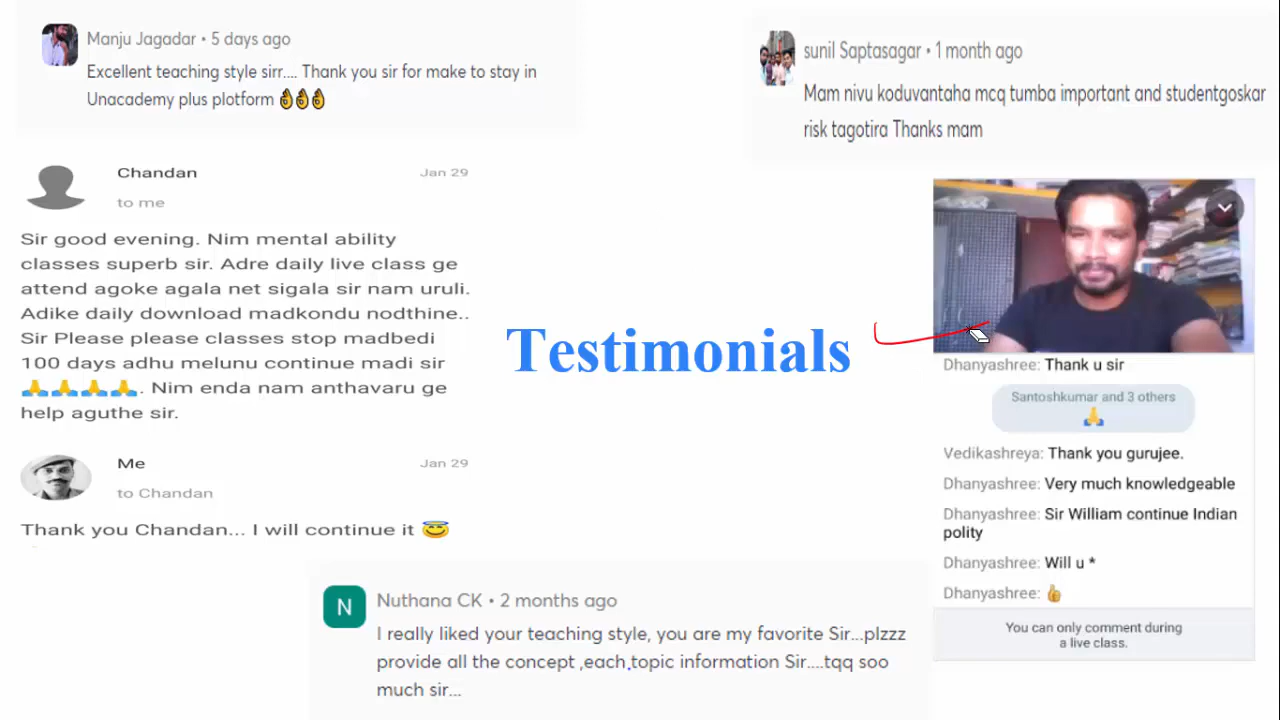 Manju Jagadar • 5 days ago
Excellent teaching style sirr.... Thank you sir for make to stay in
Unacademy plus plotform 👌👌👌
sunil Saptasagar • 1 month ago
Mam nivu koduvantaha mcq tumba important and studentgoskar
risk tagotira Thanks mam
Chandan
Jan 29
to me
Sir good evening. Nim mental ability
classes superb sir. Adre daily live class ge
attend agoke agala net sigala sir nam uruli.
Adike daily download madkondu nodthine..
Sir Please please classes stop madbedi
100 days adhu melunu continue madi sir
🙏🙏🙏🙏. Nim enda nam anthavaru ge
help aguthe sir.
Me
Jan 29
to Chandan
Thank you Chandan... I will continue it 😇
Testimonials
Dhanyashree: Thank u sir
Santoshkumar and 3 others
🙏
Vedikashreya: Thank you gurujee.
Dhanyashree: Very much knowledgeable
Dhanyashree: Sir William continue Indian
polity
Dhanyashree: Will u *
Dhanyashree: 👍
You can only comment during
a live class.
N
Nuthana CK • 2 months ago
I really liked your teaching style, you are my favorite Sir...plzzz
provide all the concept ,each,topic information Sir....tqq soo
much sir...